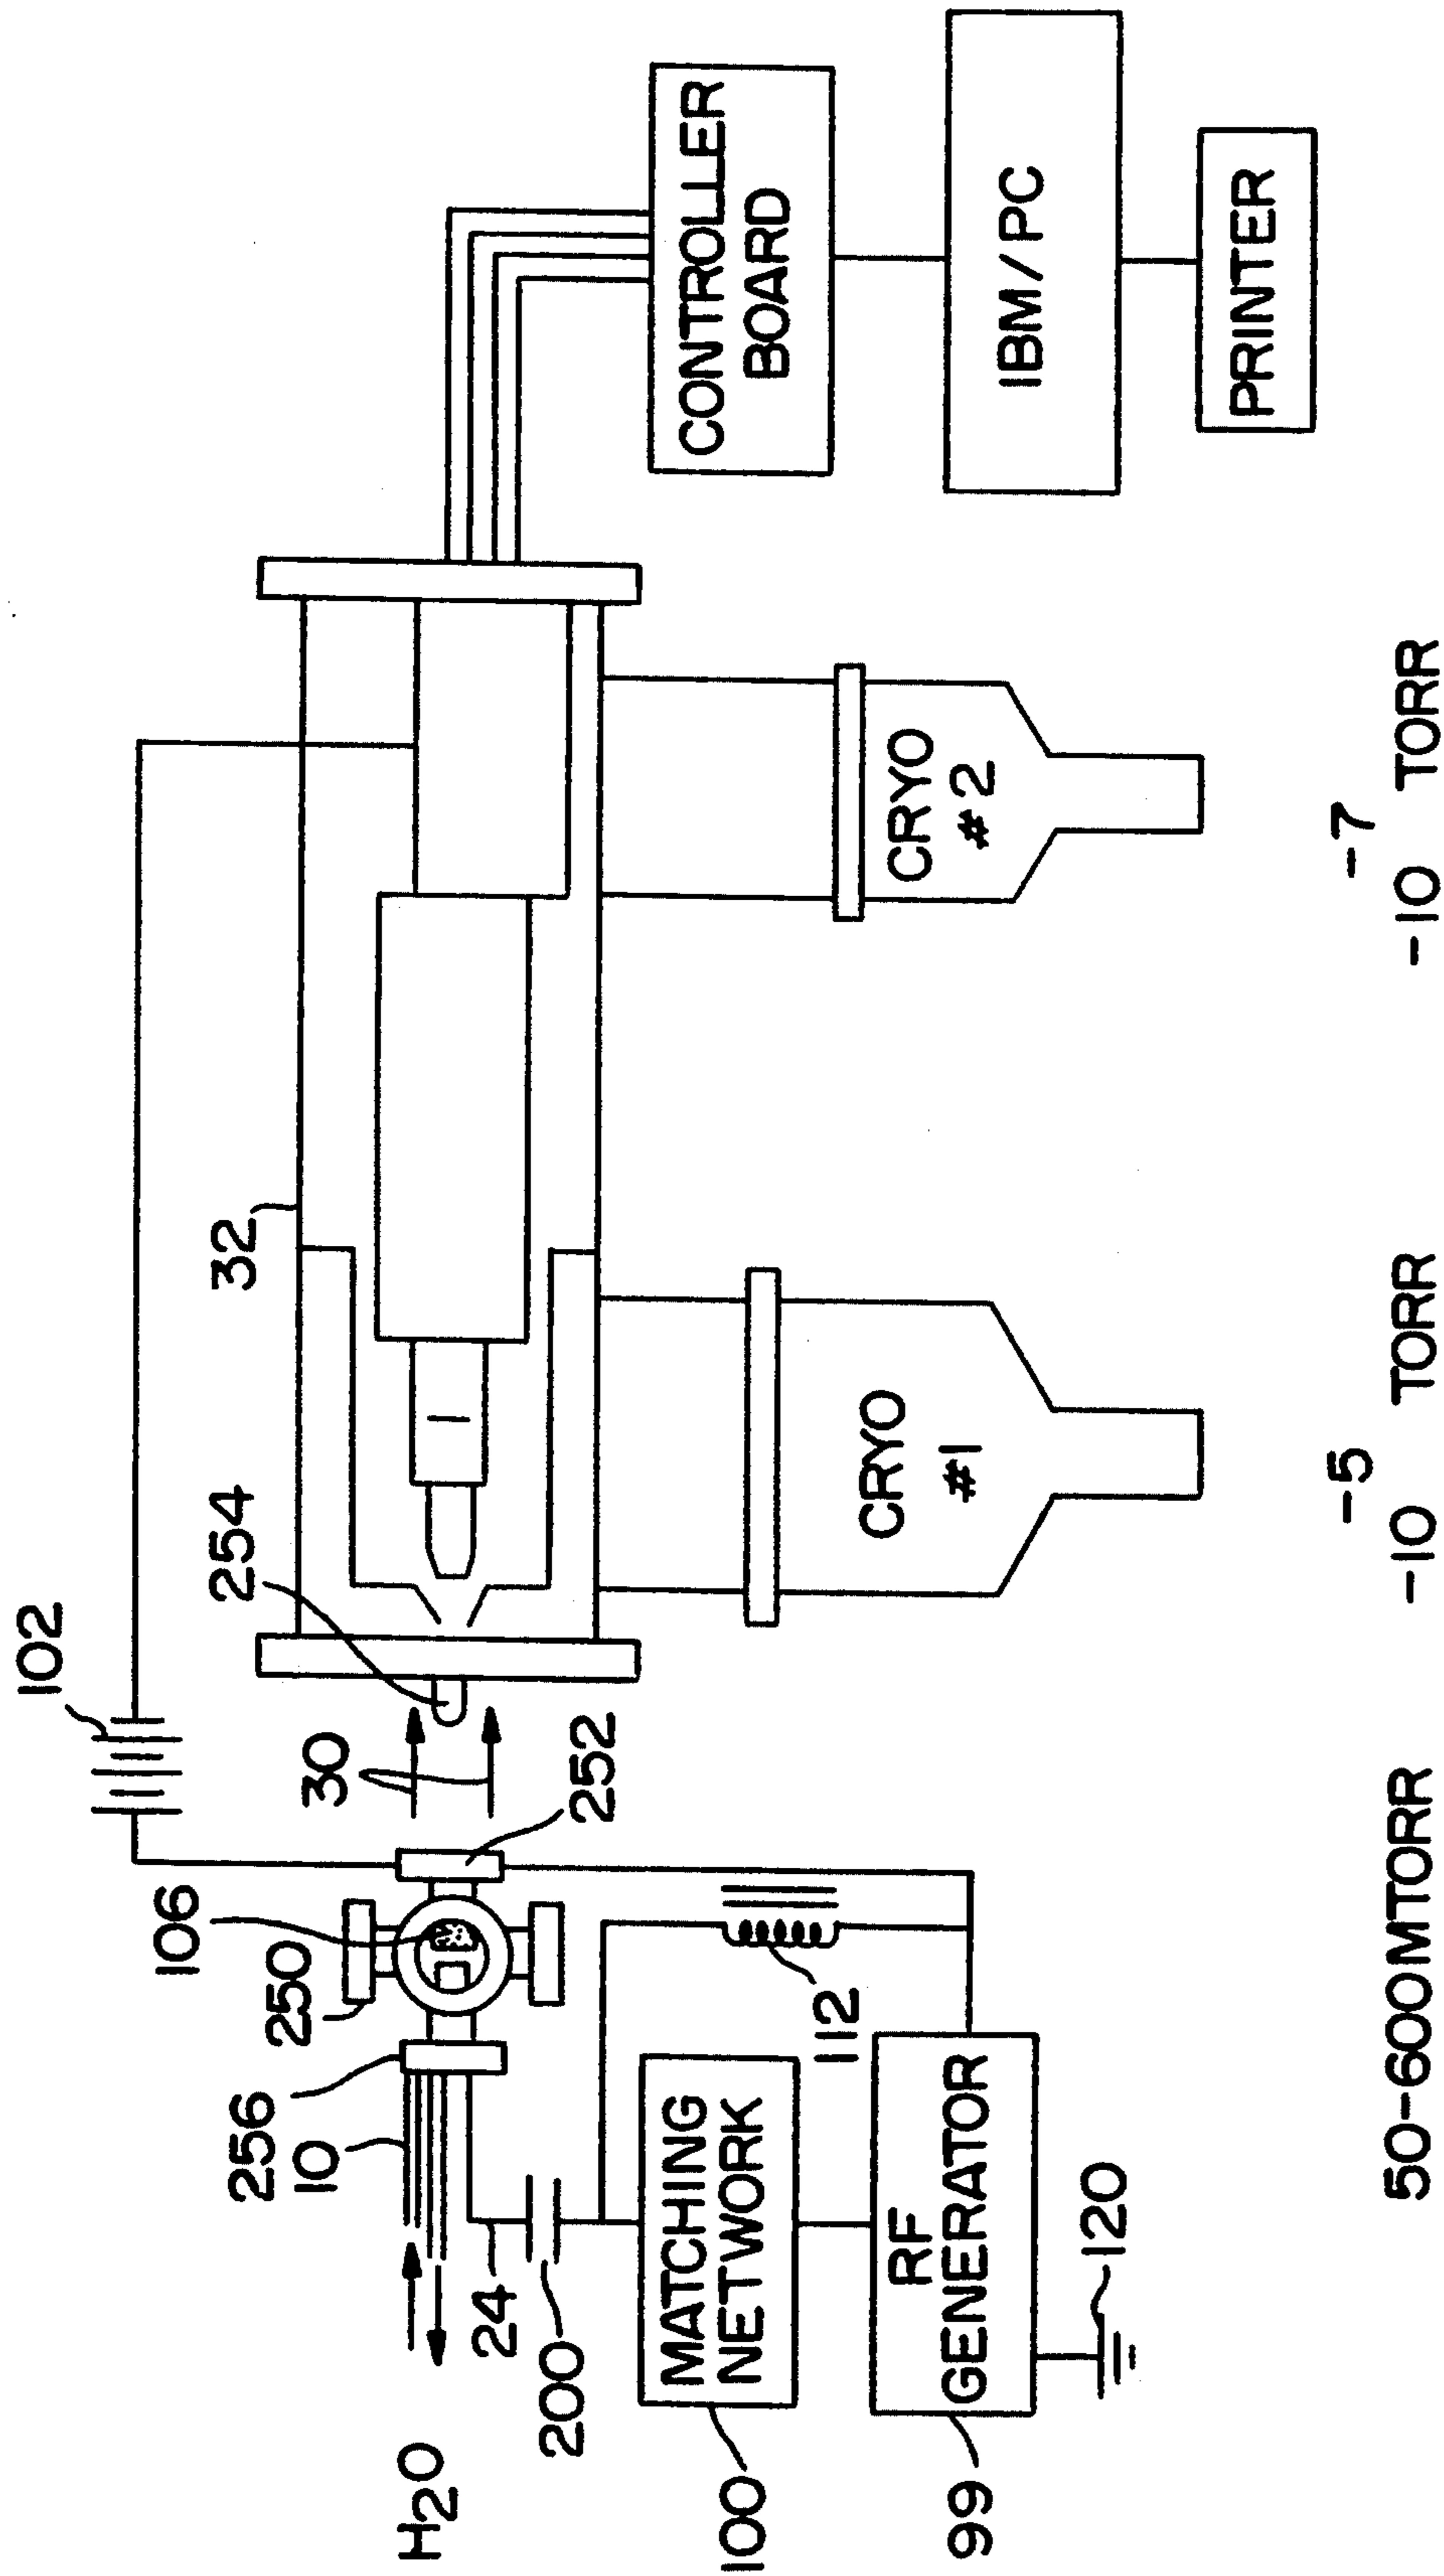 102
32
254
106
250
30
252
256
10
H2O
24
200
112
MATCHING
NETWORK
100
RF
GENERATOR
99
120
CRYO
#1
CRYO
#2
CONTROLLER
BOARD
IBM/PC
PRINTER
50-600MTORR
-10 -5 TORR
-10 -7 TORR